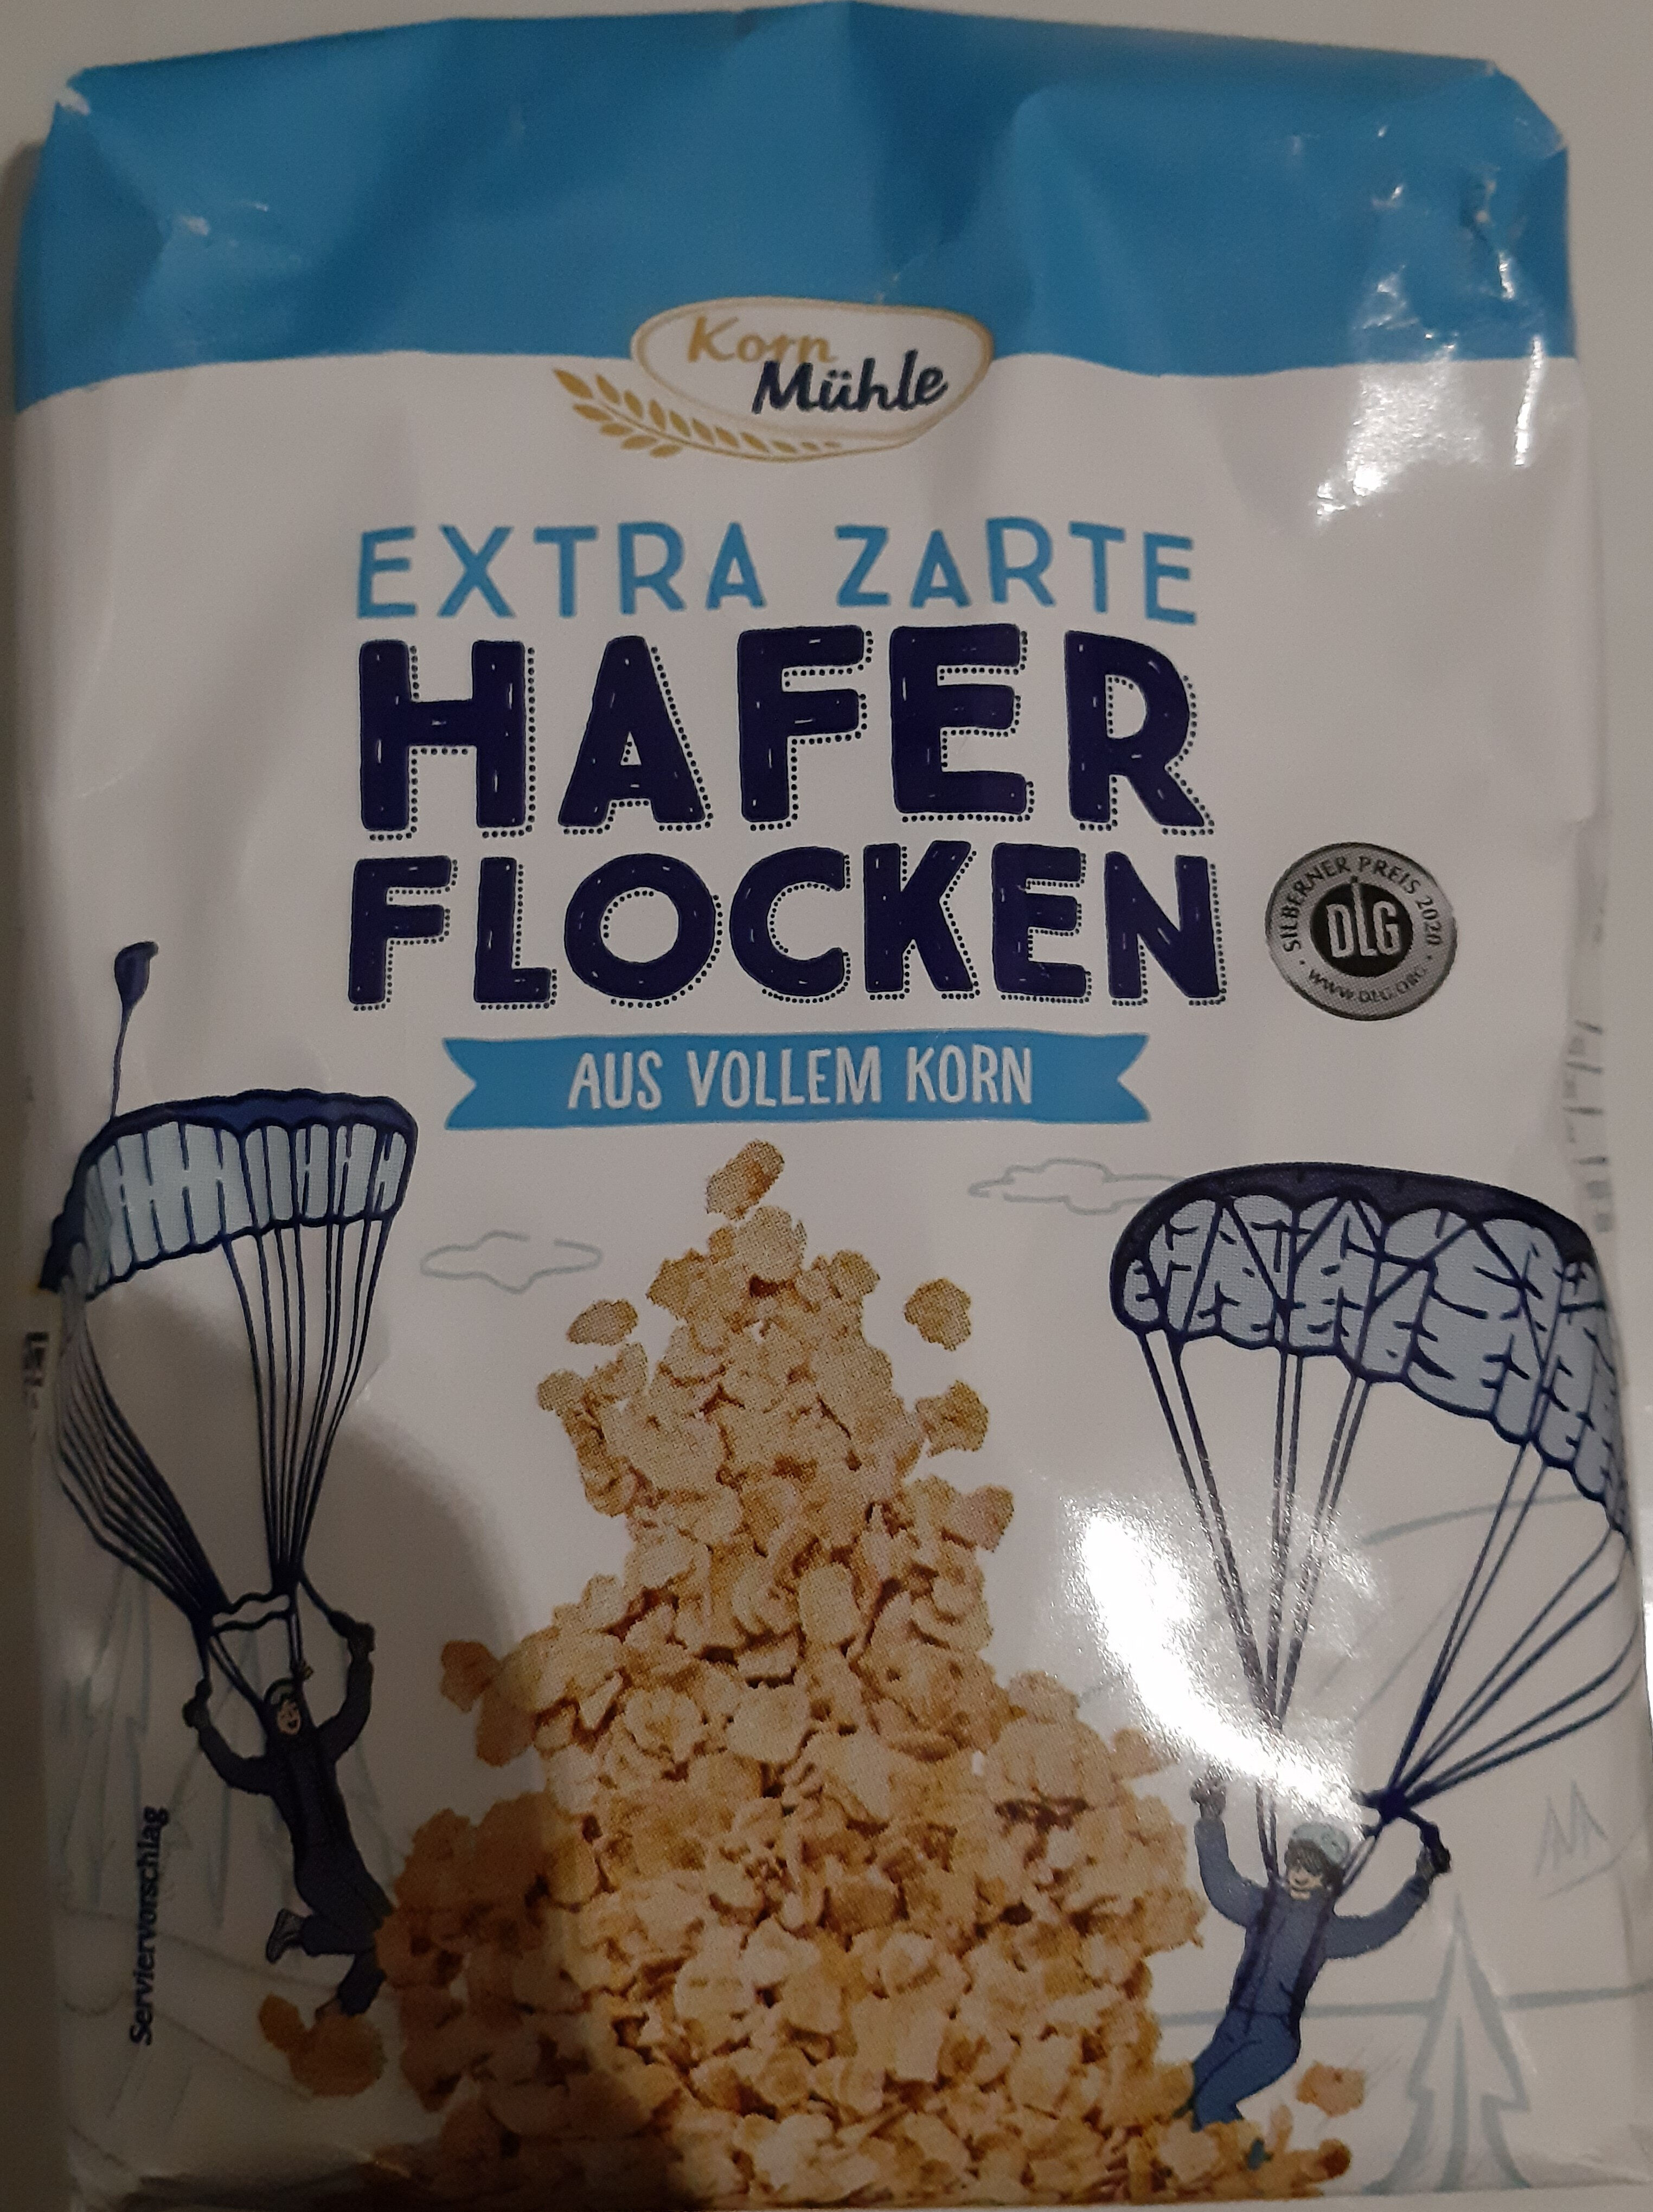 Korn
Mühle
EXTRA ZARTE
HAFER
FLOCKEN
SILBERNER PREIS 2020
DLG
WWW.DLG.ORG
AUS VOLLEM KORN
Serviervorschlag